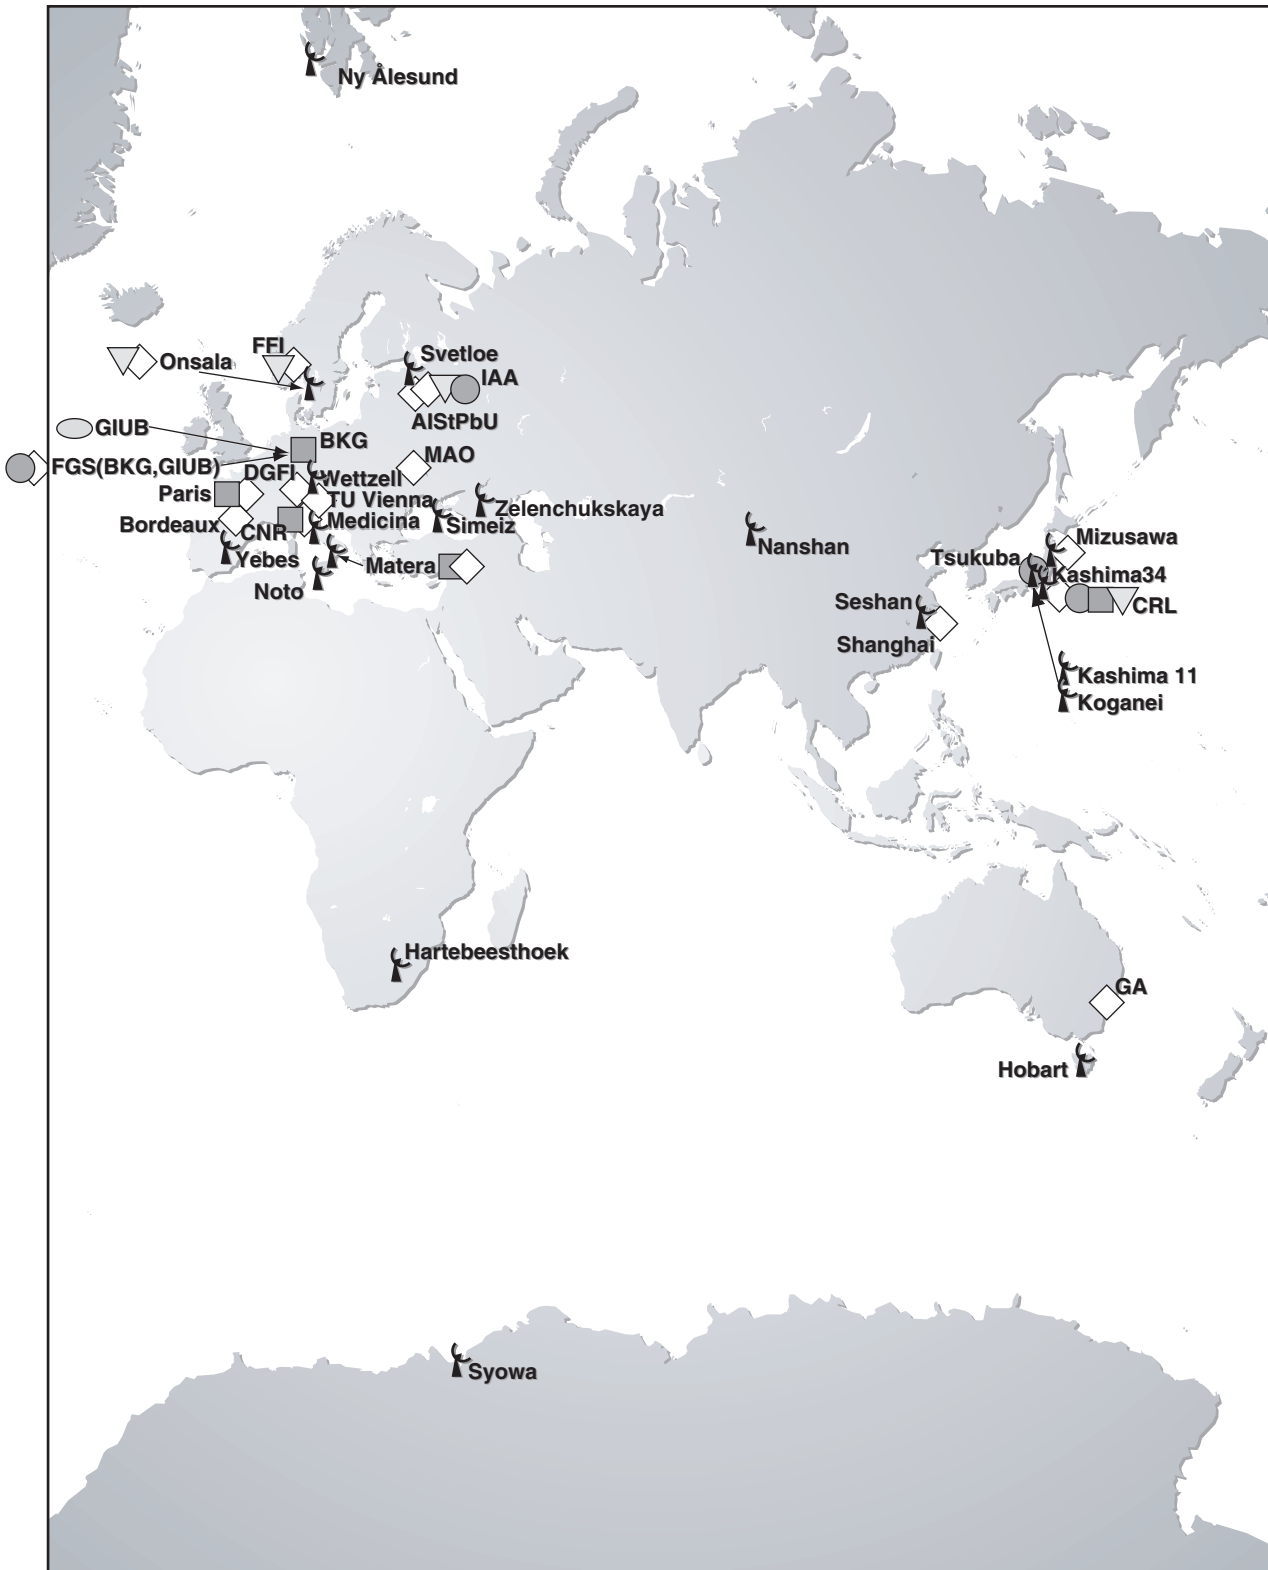 Ny Ålesund
Svetloe
FFI
Onsala
IAA
AIStPbU
GIUB
BKG
MAO
FGS(BKG,GIUB)
DGFI
Wettzell
Paris
TU Vienna
Zelenchukskaya
Bordeaux
CNR
Medicina
Simeiz
Yebes
Matera
Noto
Nanshan
Mizusawa
Tsukuba
Kashima34
Seshan
CRL
Shanghai
Kashima 11
Koganei
Hartebeesthoek
GA
Hobart
Syowa